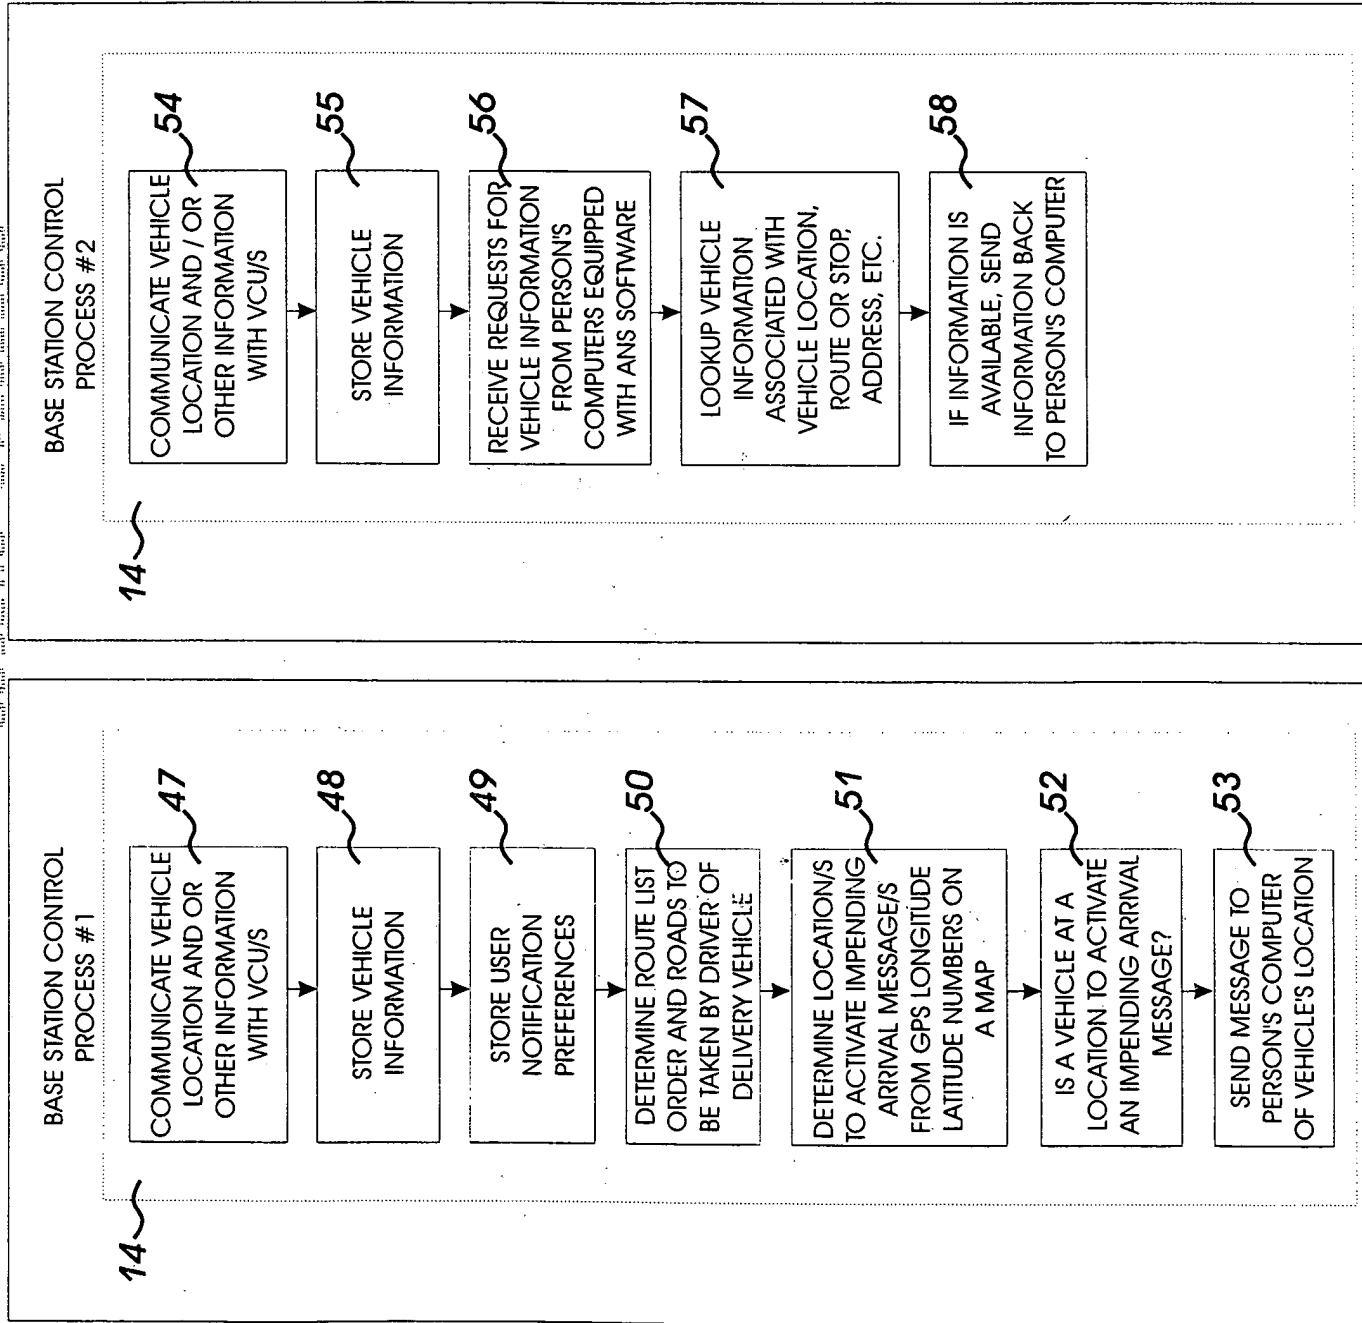 BASE STATION CONTROL
PROCESS #1
14
COMMUNICATE VEHICLE
LOCATION AND OR
OTHER INFORMATION
WITH VCU/S
47
STORE VEHICLE
INFORMATION
48
STORE USER
NOTIFICATION
PREFERENCES
49
DETERMINE ROUTE LIST
ORDER AND ROADS TO
BE TAKEN BY DRIVER OF
DELIVERY VEHICLE
50
DETERMINE LOCATION/S
TO ACTIVATE IMPENDING
ARRIVAL MESSAGE/S
FROM GPS LONGITUDE
LATITUDE NUMBERS ON
A MAP
51
IS A VEHICLE AT A
LOCATION TO ACTIVATE
AN IMPENDING ARRIVAL
MESSAGE?
52
SEND MESSAGE TO
PERSON'S COMPUTER
OF VEHICLE'S LOCATION
53
BASE STATION CONTROL
PROCESS #2
14
COMMUNICATE VEHICLE
LOCATION AND / OR
OTHER INFORMATION
WITH VCU/S
54
STORE VEHICLE
INFORMATION
55
RECEIVE REQUESTS FOR
VEHICLE INFORMATION
FROM PERSON'S
COMPUTERS EQUIPPED
WITH ANS SOFTWARE
56
LOOKUP VEHICLE
INFORMATION
ASSOCIATED WITH
VEHICLE LOCATION,
ROUTE OR STOP,
ADDRESS, ETC.
57
IF INFORMATION IS
AVAILABLE, SEND
INFORMATION BACK
TO PERSON'S COMPUTER
58